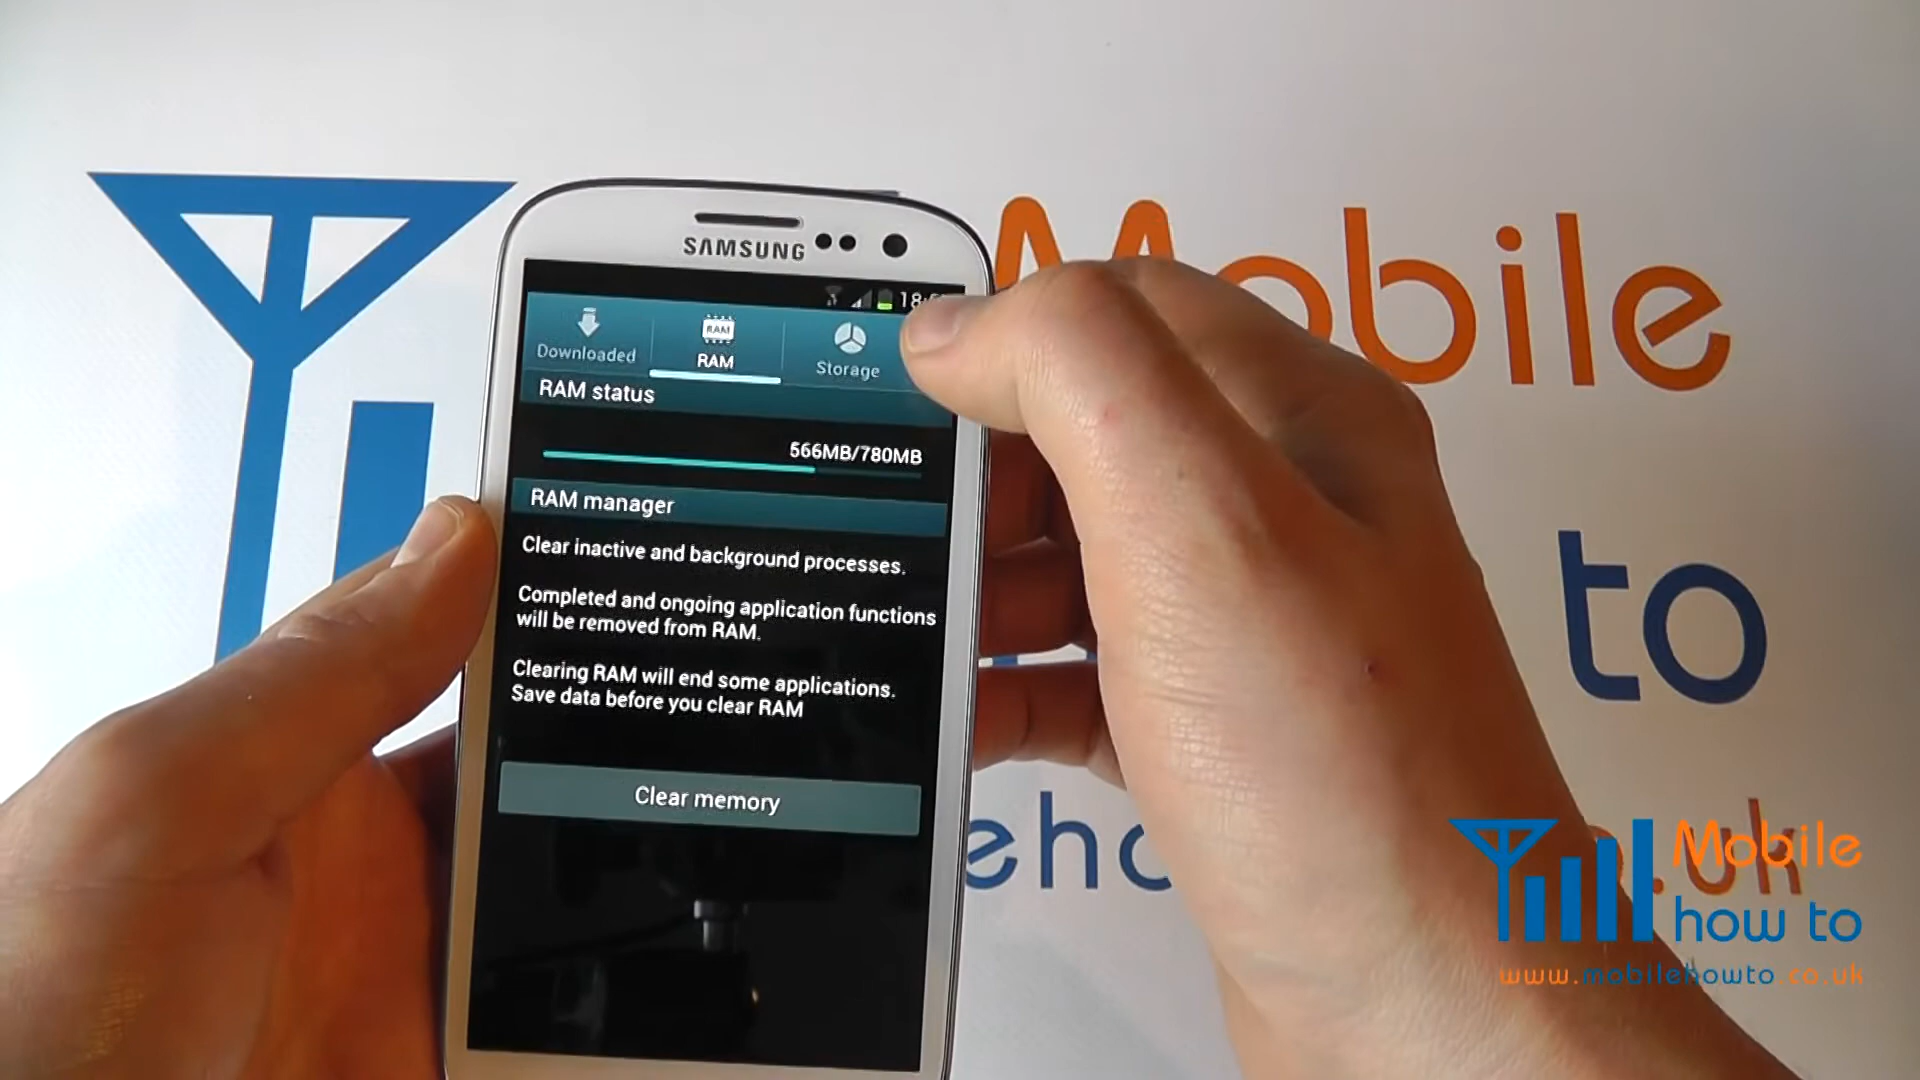 Mobile
to
SAMSUNG
Downloaded
RAM
RAM
Storage
RAM status
566MB/780MB
RAM manager
Clear inactive and background processes.
Completed and ongoing application functions
will be removed from RAM.
Clearing RAM will end some applications.
Save data before you clear RAM
Clear memory
Mobile
how to
www.mobilehowto.co.uk